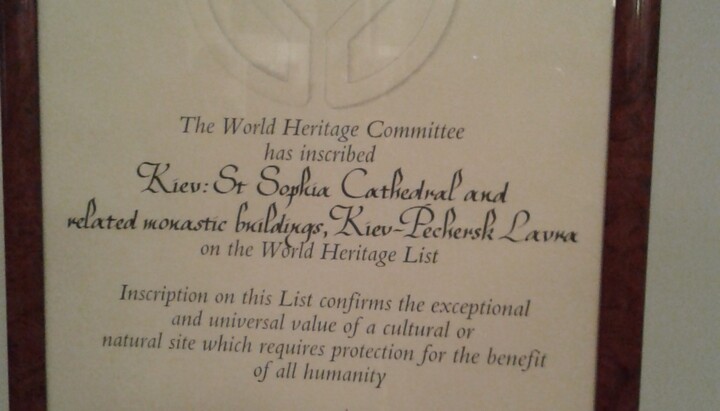 The World Heritage Committee
has inscribed
Kiev: St Sophia Cathedral and
related monastic buildings, Kiev-Pechersk Lavra
on the World Heritage List
Inscription on this List confirms the exceptional
and universal value of a cultural or
natural site which requires protection for the benefit
of all humanity